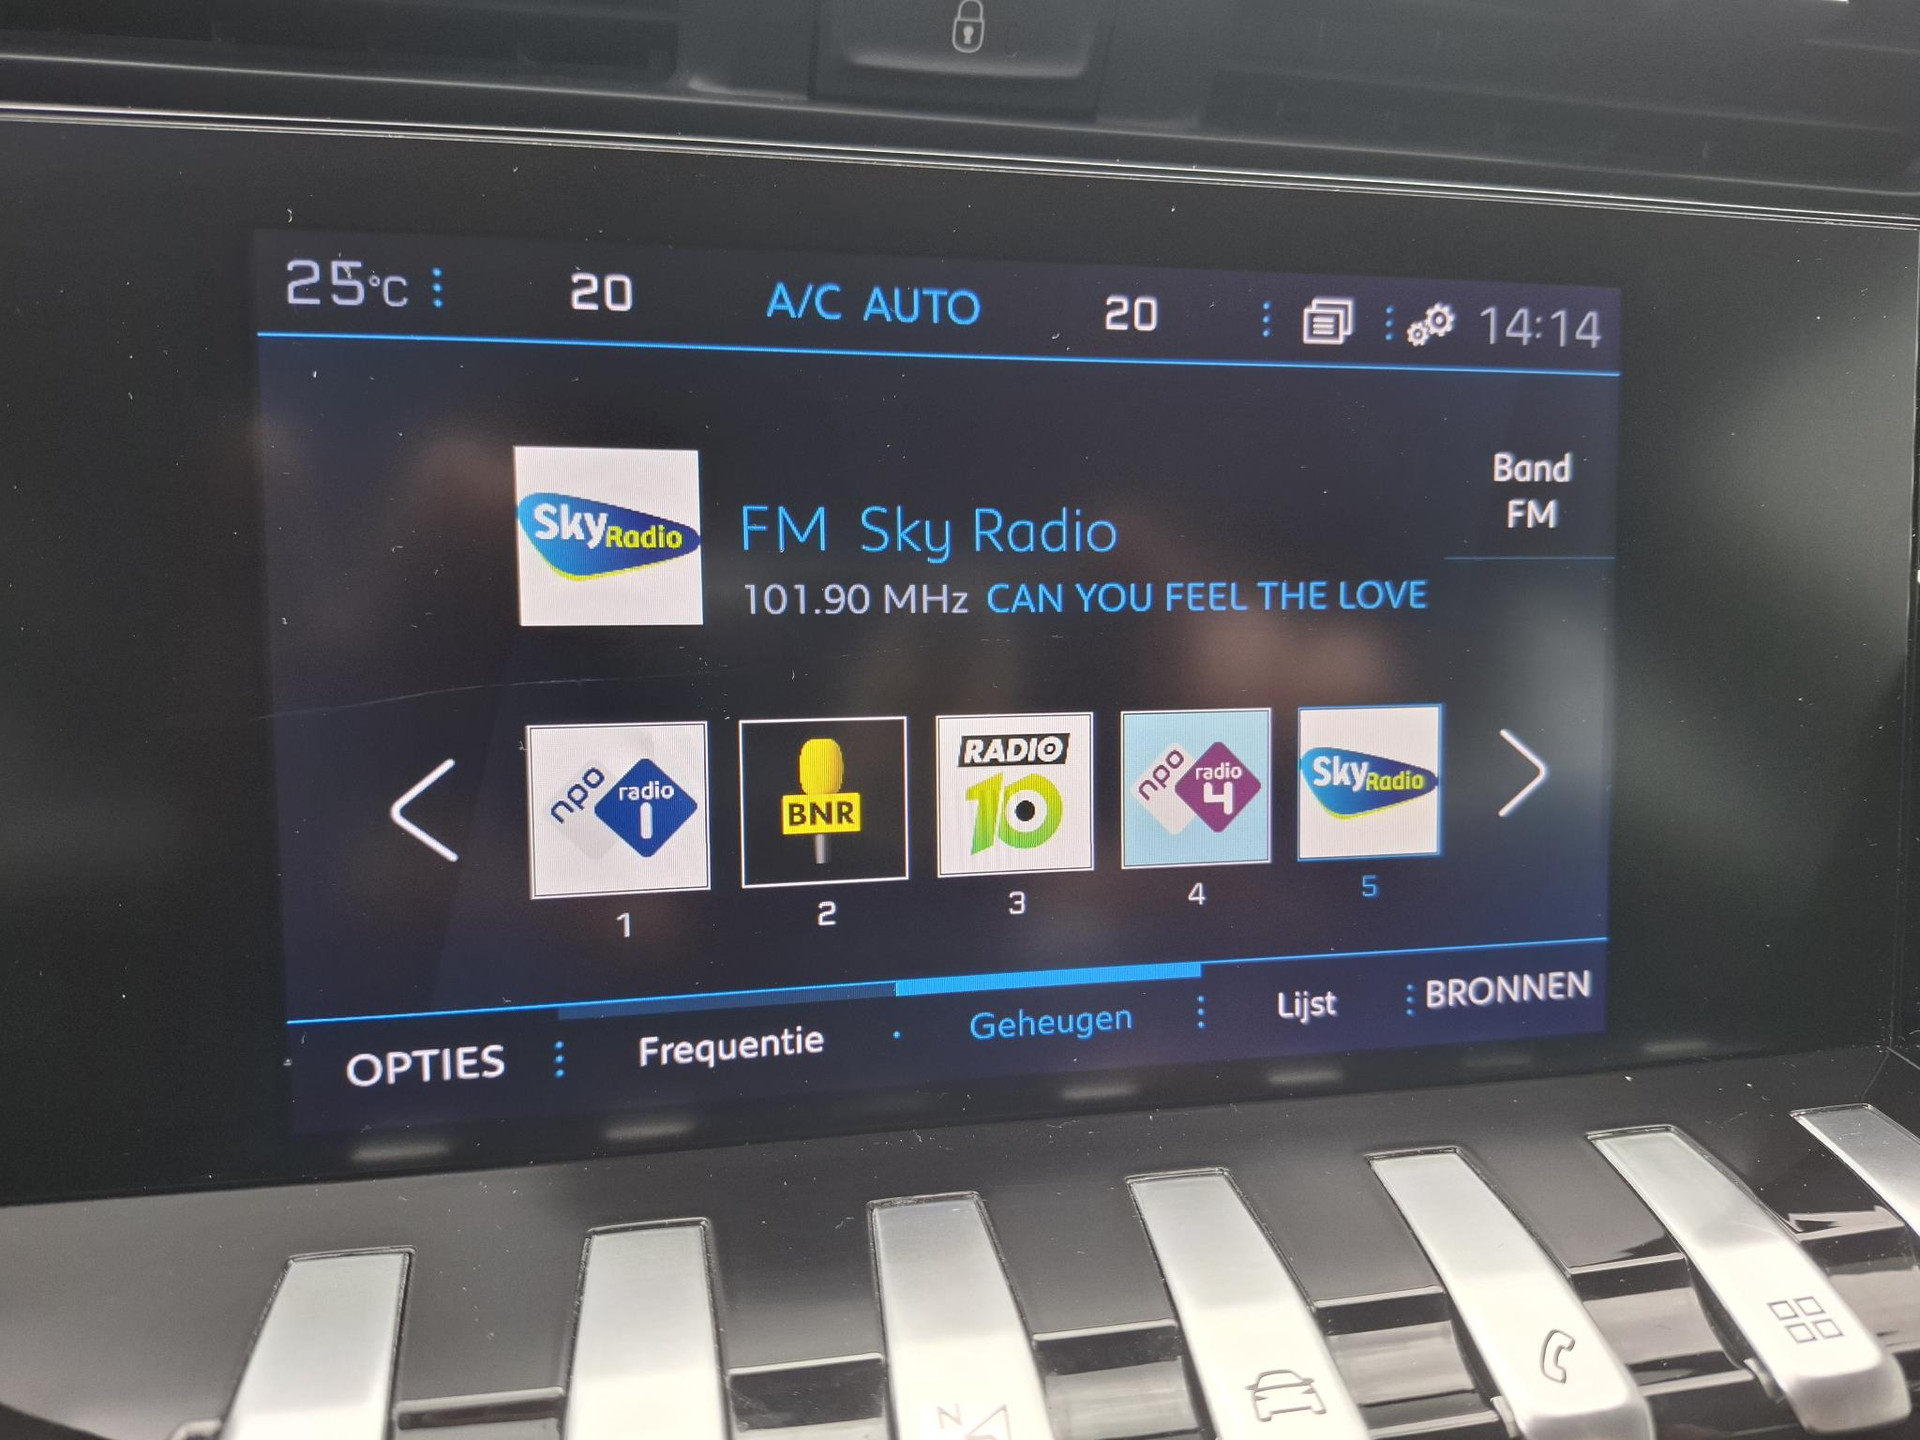 25°C 20 A/C AUTO 20 14:14
Band
FM
Sky Radio
FM Sky Radio
101.90 MHz CAN YOU FEEL THE LOVE
npo radio 1
BNR
RADIO 10
npo radio 4
Sky Radio
1 2 3 4 5
OPTIES Frequentie Geheugen Lijst BRONNEN
N